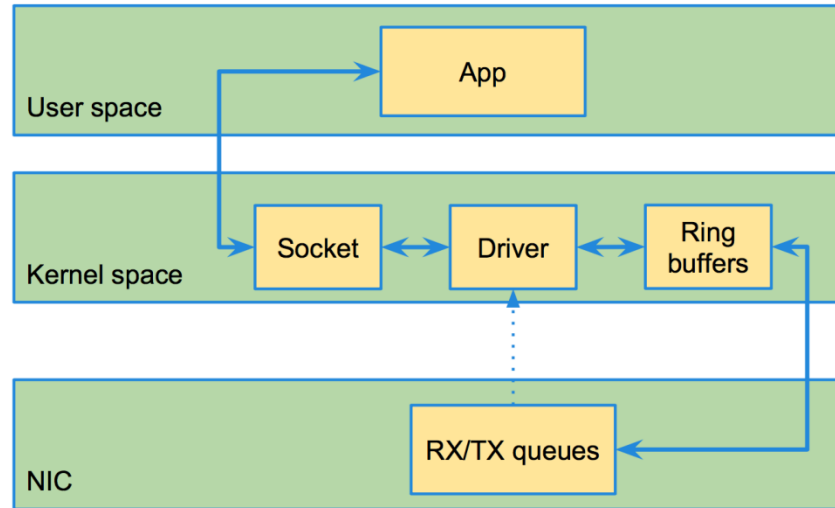 App
User space
Socket
Driver
Ring
buffers
Kernel space
RX/TX queues
NIC